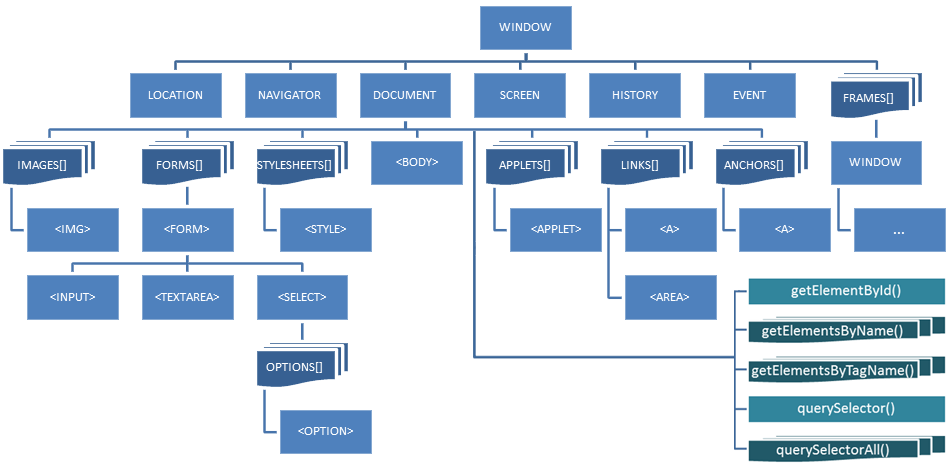 WINDOW
LOCATION
NAVIGATOR
DOCUMENT
SCREEN
HISTORY
EVENT
FRAMES[]
IMAGES[]
FORMS[]
STYLESHEETS[]
<BODY>
APPLETS[]
LINKS[]
ANCHORS[]
WINDOW
<IMG>
<FORM>
<STYLE>
<APPLET>
<A>
<A>
...
<INPUT>
<TEXTAREA>
<SELECT>
<AREA>
getElementById()
getElementsByName()
OPTIONS[]
getElementsByTagName()
querySelector()
<OPTION>
querySelectorAll()